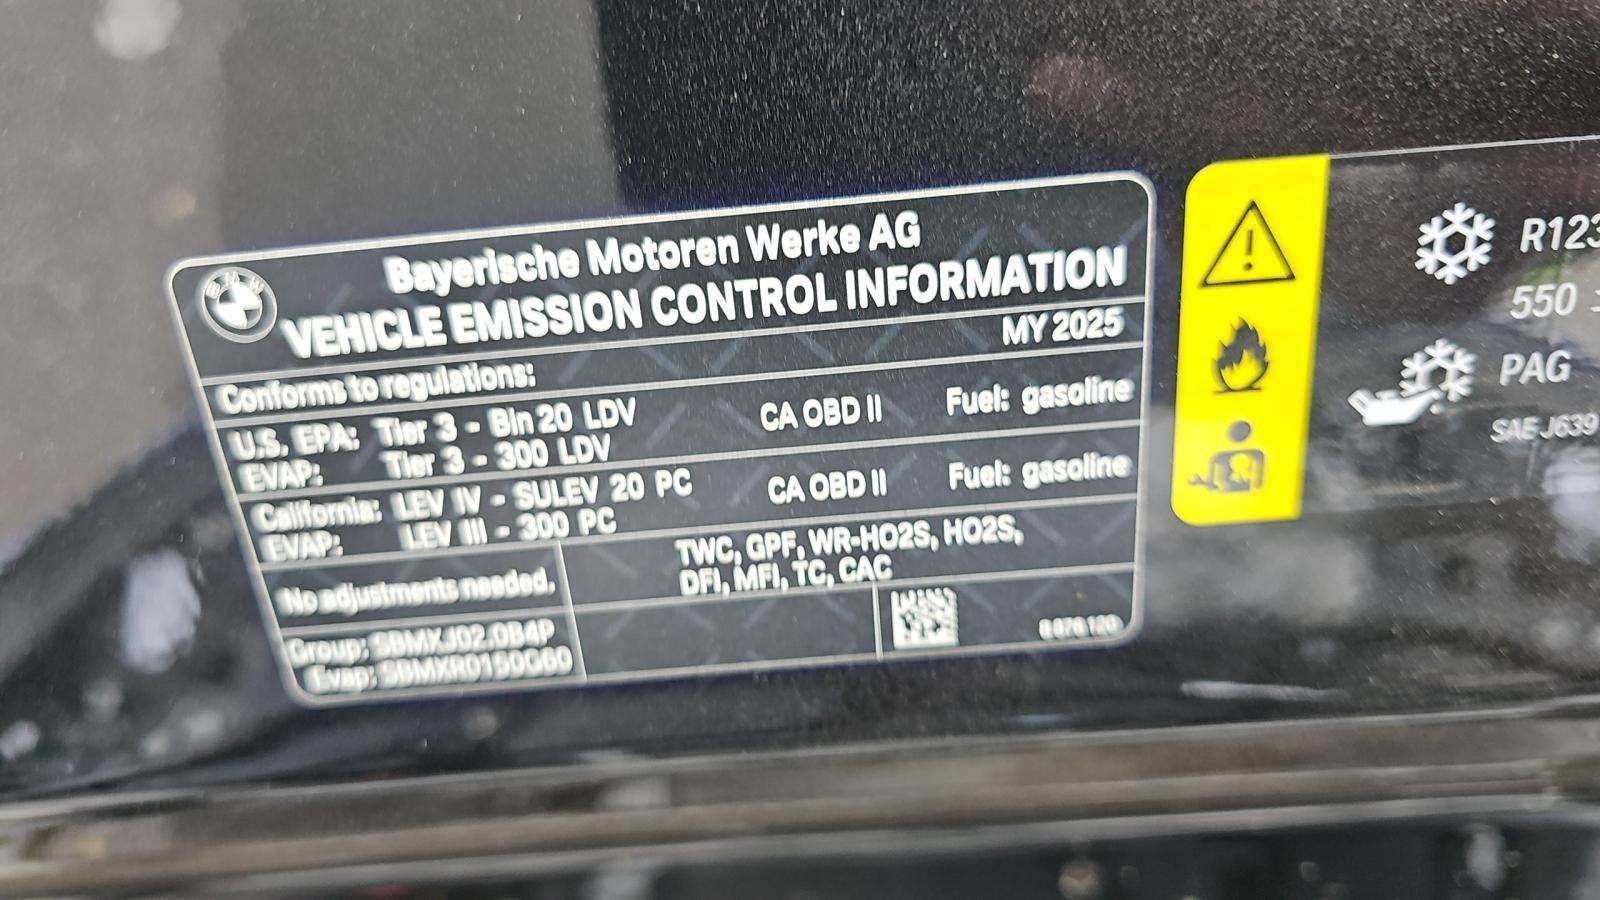 BMW
Bayerische Motoren Werke AG
VEHICLE EMISSION CONTROL INFORMATION
MY 2025
Conforms to regulations:
U.S. EPA: Tier 3 - Bin 20 LDV CA OBD II Fuel: gasoline
EVAP: Tier 3 - 300 LDV
California: LEV IV - SULEV 20 PC CA OBD II Fuel: gasoline
EVAP: LEV III - 300 PC
No adjustments needed.
TWC, GPF, WR-HO2S, HO2S,
DFI, MFI, TC, CAC
Group: SBMXJ02.0B4P
Evap: SBMXR0150G60
R123
550
PAG
SAE J639